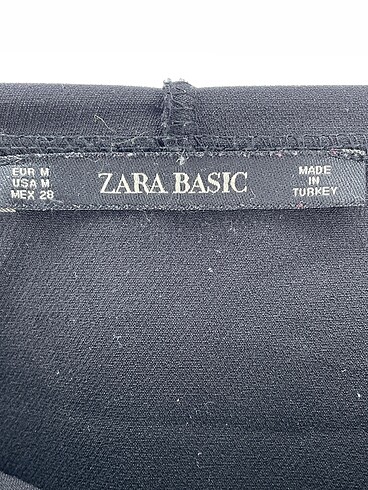 EUR M
USA M
MEX 28
ZARA BASIC
MADE
IN
TURKEY